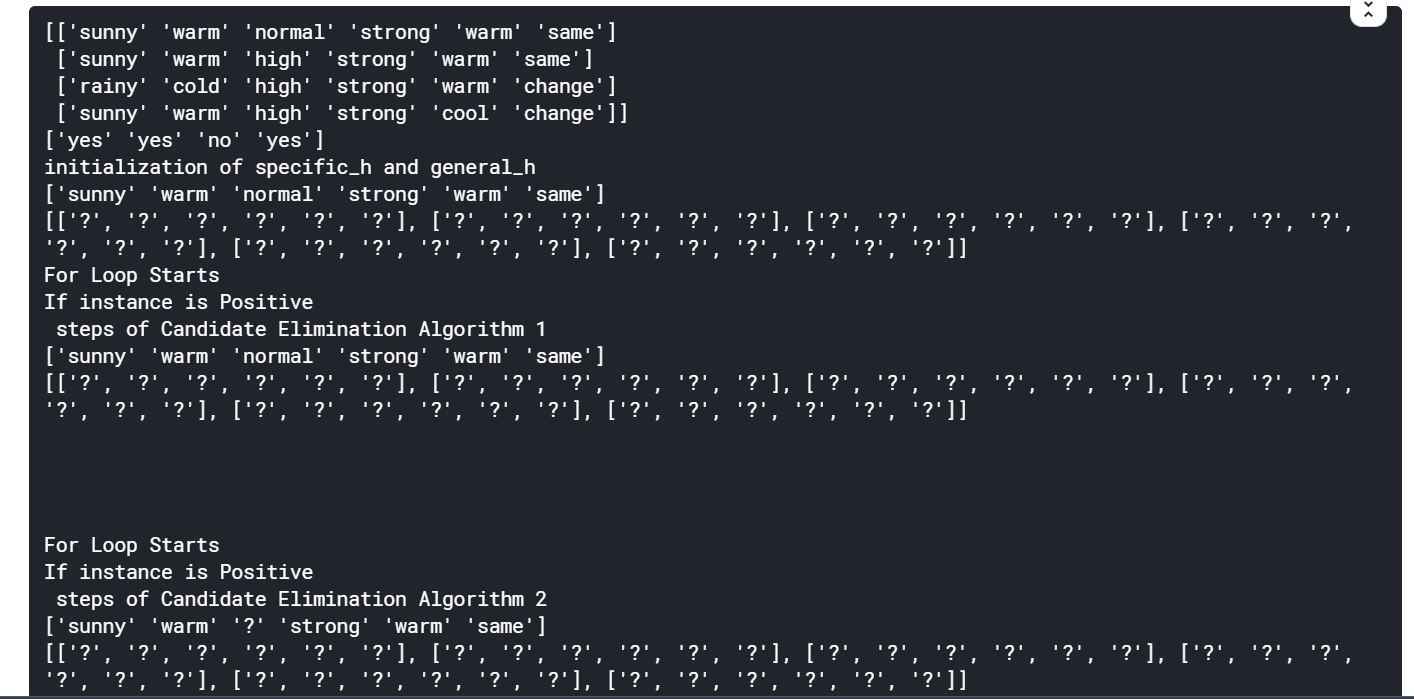 [['sunny' 'warm' 'normal' 'strong' 'warm' 'same']
 ['sunny' 'warm' 'high' 'strong' 'warm' 'same']
 ['rainy' 'cold' 'high' 'strong' 'warm' 'change']
 ['sunny' 'warm' 'high' 'strong' 'cool' 'change']]
['yes' 'yes' 'no' 'yes']
initialization of specific_h and general_h
['sunny' 'warm' 'normal' 'strong' 'warm' 'same']
[['?', '?', '?', '?', '?', '?'], ['?', '?', '?', '?', '?', '?'], ['?', '?', '?', '?', '?', '?'], ['?', '?', '?',
'?', '?', '?'], ['?', '?', '?', '?', '?', '?'], ['?', '?', '?', '?', '?', '?']]
For Loop Starts
If instance is Positive
 steps of Candidate Elimination Algorithm 1
['sunny' 'warm' 'normal' 'strong' 'warm' 'same']
[['?', '?', '?', '?', '?', '?'], ['?', '?', '?', '?', '?', '?'], ['?', '?', '?', '?', '?', '?'], ['?', '?', '?',
'?', '?', '?'], ['?', '?', '?', '?', '?', '?'], ['?', '?', '?', '?', '?', '?']]
For Loop Starts
If instance is Positive
 steps of Candidate Elimination Algorithm 2
['sunny' 'warm' '?' 'strong' 'warm' 'same']
[['?', '?', '?', '?', '?', '?'], ['?', '?', '?', '?', '?', '?'], ['?', '?', '?', '?', '?', '?'], ['?', '?', '?',
'?', '?', '?'], ['?', '?', '?', '?', '?', '?'], ['?', '?', '?', '?', '?', '?']]